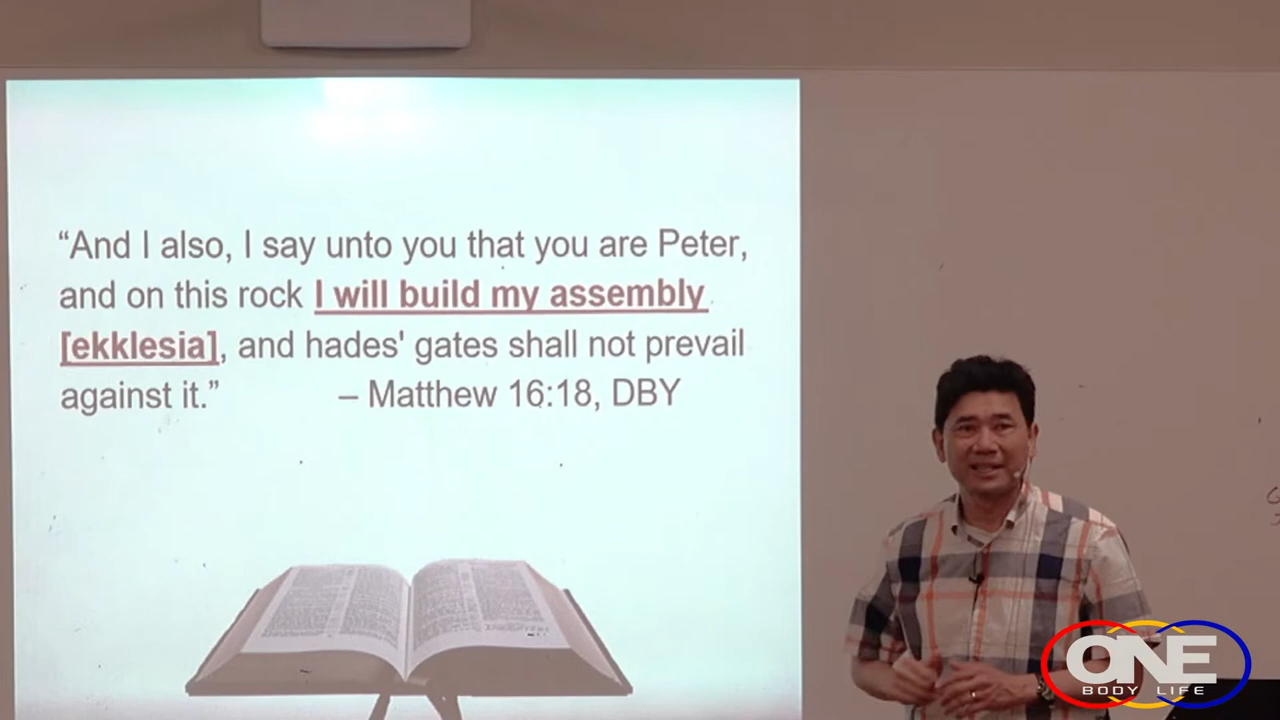 “And I also, I say unto you that you are Peter,
and on this rock I will build my assembly
[ekklesia], and hades' gates shall not prevail
against it.” – Matthew 16:18, DBY
ONE
BODY LIFE